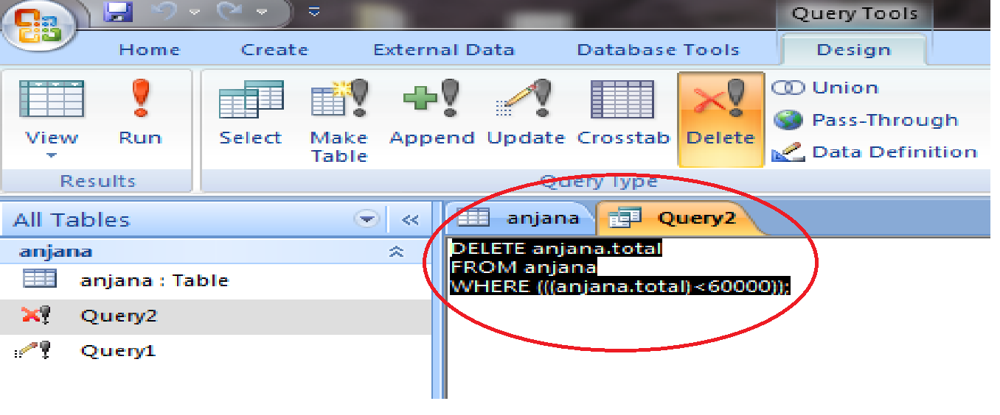 Query Tools
Home Create External Data Database Tools Design
View Run Select Make Table Append Update Crosstab Delete
Union
Pass-Through
Data Definition
Results Query Type
All Tables
anjana Query2
anjana
anjana : Table
Query2
Query1
DELETE anjana.total
FROM anjana
WHERE (((anjana.total)<60000));